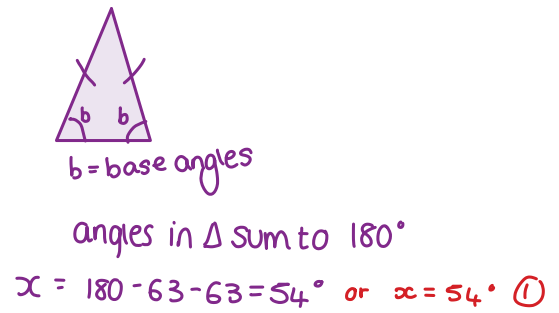 b b
b = base angles
angles in △ sum to 180°
x = 180 - 63 - 63 = 54° or x = 54° ①